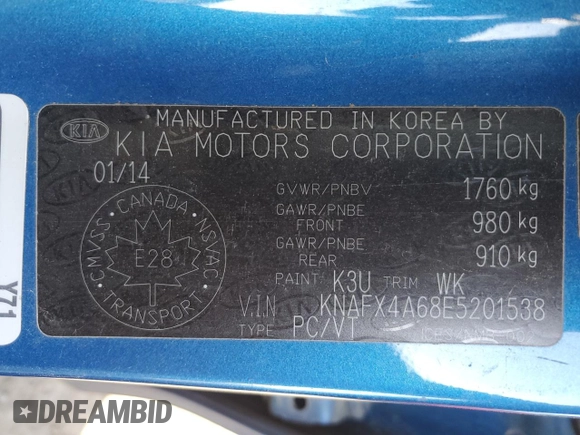 MANUFACTURED IN KOREA BY
KIA
KIA MOTORS CORPORATION
01/14
GVWR/PNBV 1760 kg
GAWR/PNBE
FRONT 980 kg
GAWR/PNBE
REAR 910 kg
CANADA
CMVSS NSVAC
E28
TRANSPORT
PAINT: K3U TRIM WK
V.I.N KNAFX4A68E5201538
TYPE PC/VT
Y71
DREAMBID